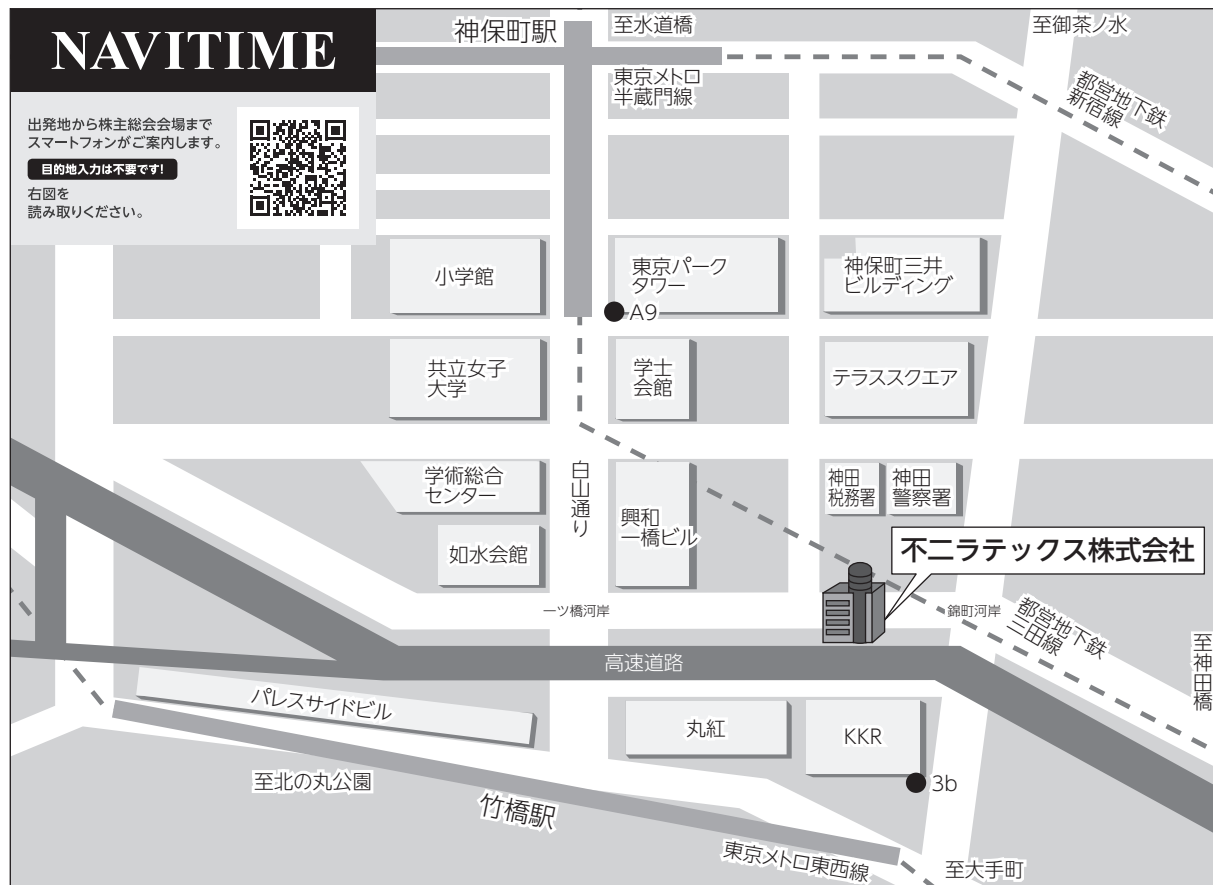 NAVITIME
出発地から株主総会会場まで
スマートフォンがご案内します。
目的地入力は不要です!
右図を
読み取りください。
神保町駅
至水道橋
至御茶ノ水
東京メトロ
半蔵門線
都営地下鉄
新宿線
小学館
東京パーク
タワー
神保町三井
ビルディング
A9
共立女子
大学
学士
会館
テラススクエア
学術総合
センター
白山通り
興和
一橋ビル
神田
税務署
神田
警察署
如水会館
不二ラテックス株式会社
一ツ橋河岸
錦町河岸
都営地下鉄
三田線
至神田橋
高速道路
パレスサイドビル
丸紅
KKR
3b
至北の丸公園
竹橋駅
東京メトロ東西線
至大手町